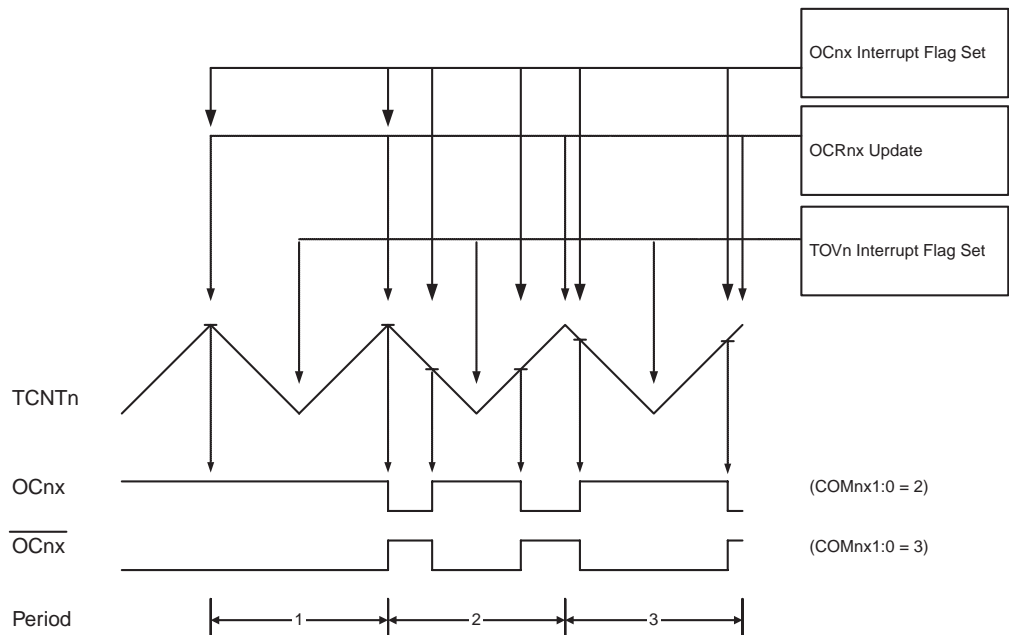 OCnx Interrupt Flag Set
OCRnx Update
TOVn Interrupt Flag Set
TCNTn
OCnx
(COMnx1:0 = 2)
OCnx
(COMnx1:0 = 3)
Period
1
2
3